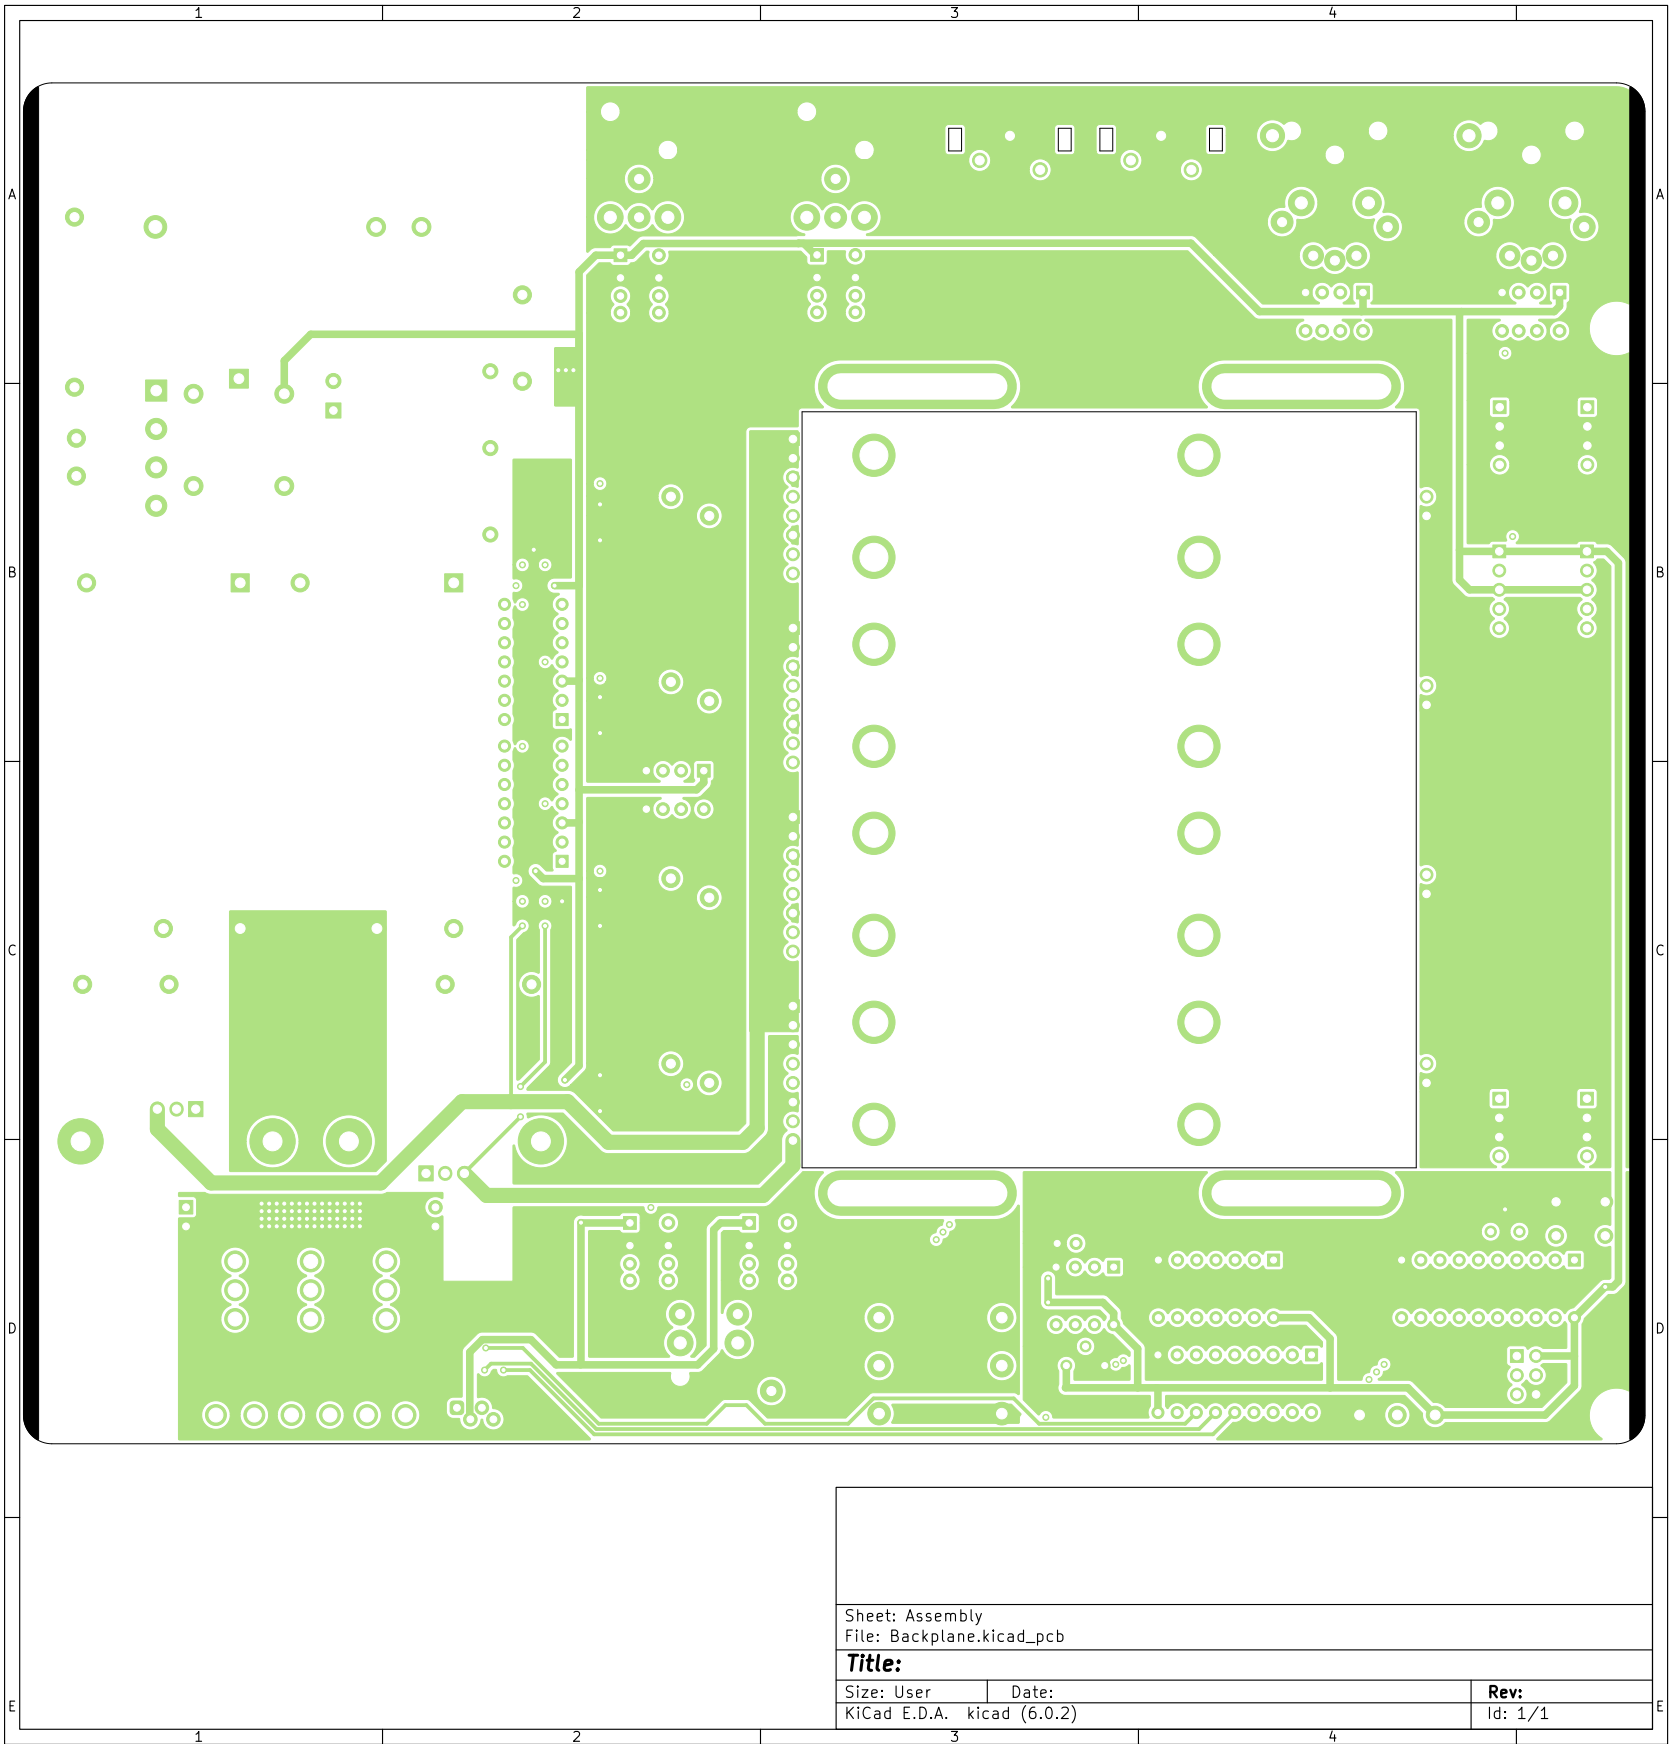 1 2 3 4
A A
B B
C C
D D
Sheet: Assembly
File: Backplane.kicad_pcb
Title:
Size: User Date: Rev:
KiCad E.D.A. kicad (6.0.2) Id: 1/1
E E
1 2 3 4